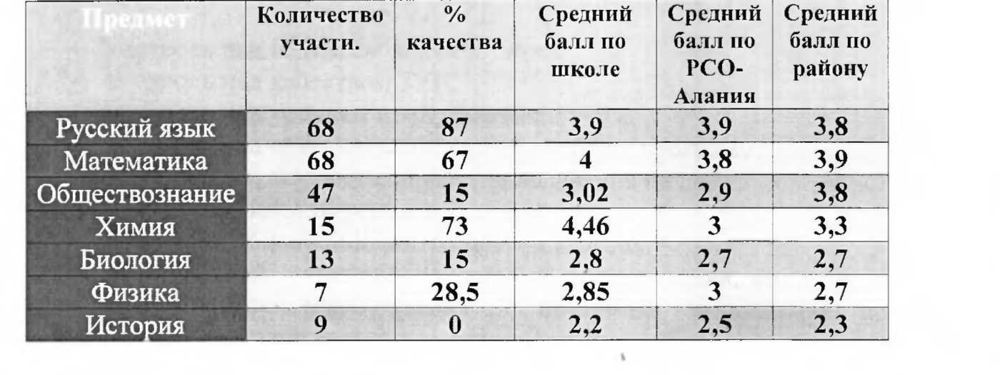 Предмет Количество участи. % качества Средний балл по школе Средний балл по РСО-Алания Средний балл по району
Русский язык 68 87 3,9 3,9 3,8
Математика 68 67 4 3,8 3,9
Обществознание 47 15 3,02 2,9 3,8
Химия 15 73 4,46 3 3,3
Биология 13 15 2,8 2,7 2,7
Физика 7 28,5 2,85 3 2,7
История 9 0 2,2 2,5 2,3